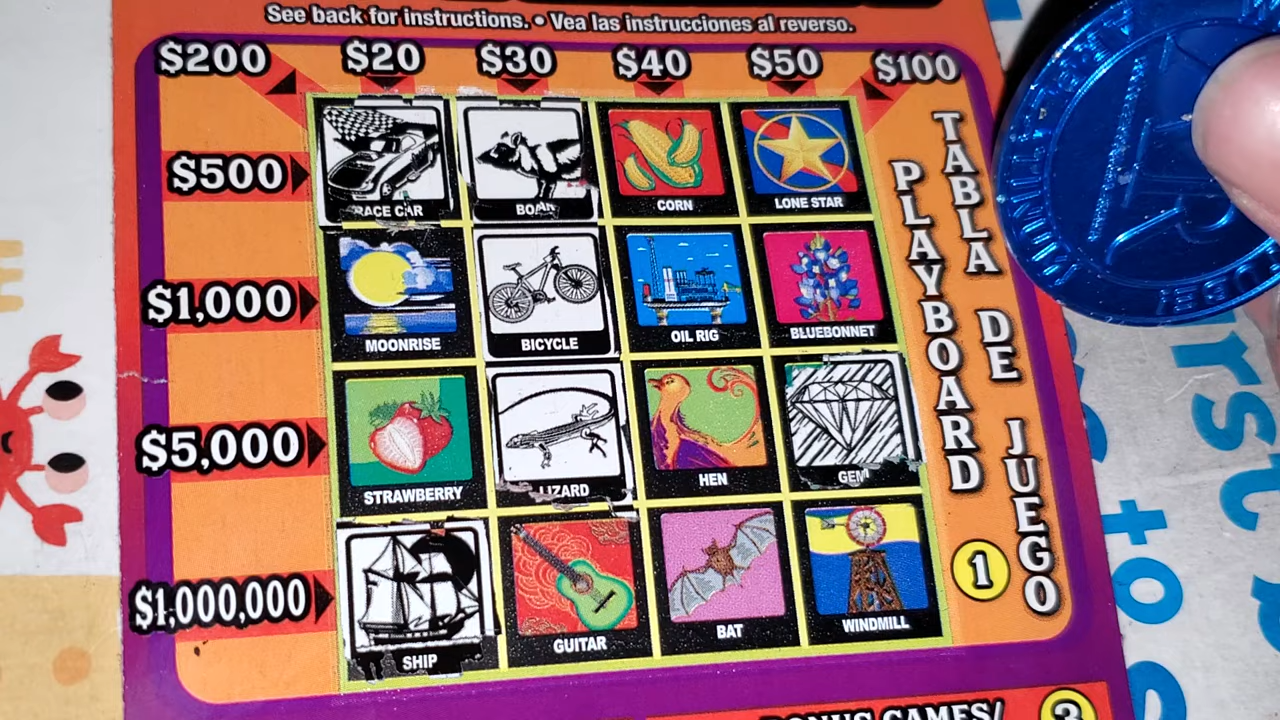 See back for instructions. • Vea las instrucciones al reverso.
$200 $20 $30 $40 $50 $100
$500
RACE CAR BOAR CORN LONE STAR
$1,000
MOONRISE BICYCLE OIL RIG BLUEBONNET
$5,000
STRAWBERRY LIZARD HEN GEM
$1,000,000
SHIP GUITAR BAT WINDMILL
TABLA DE JUEGO
PLAYBOARD
1
BONUS GAMES/
3
to